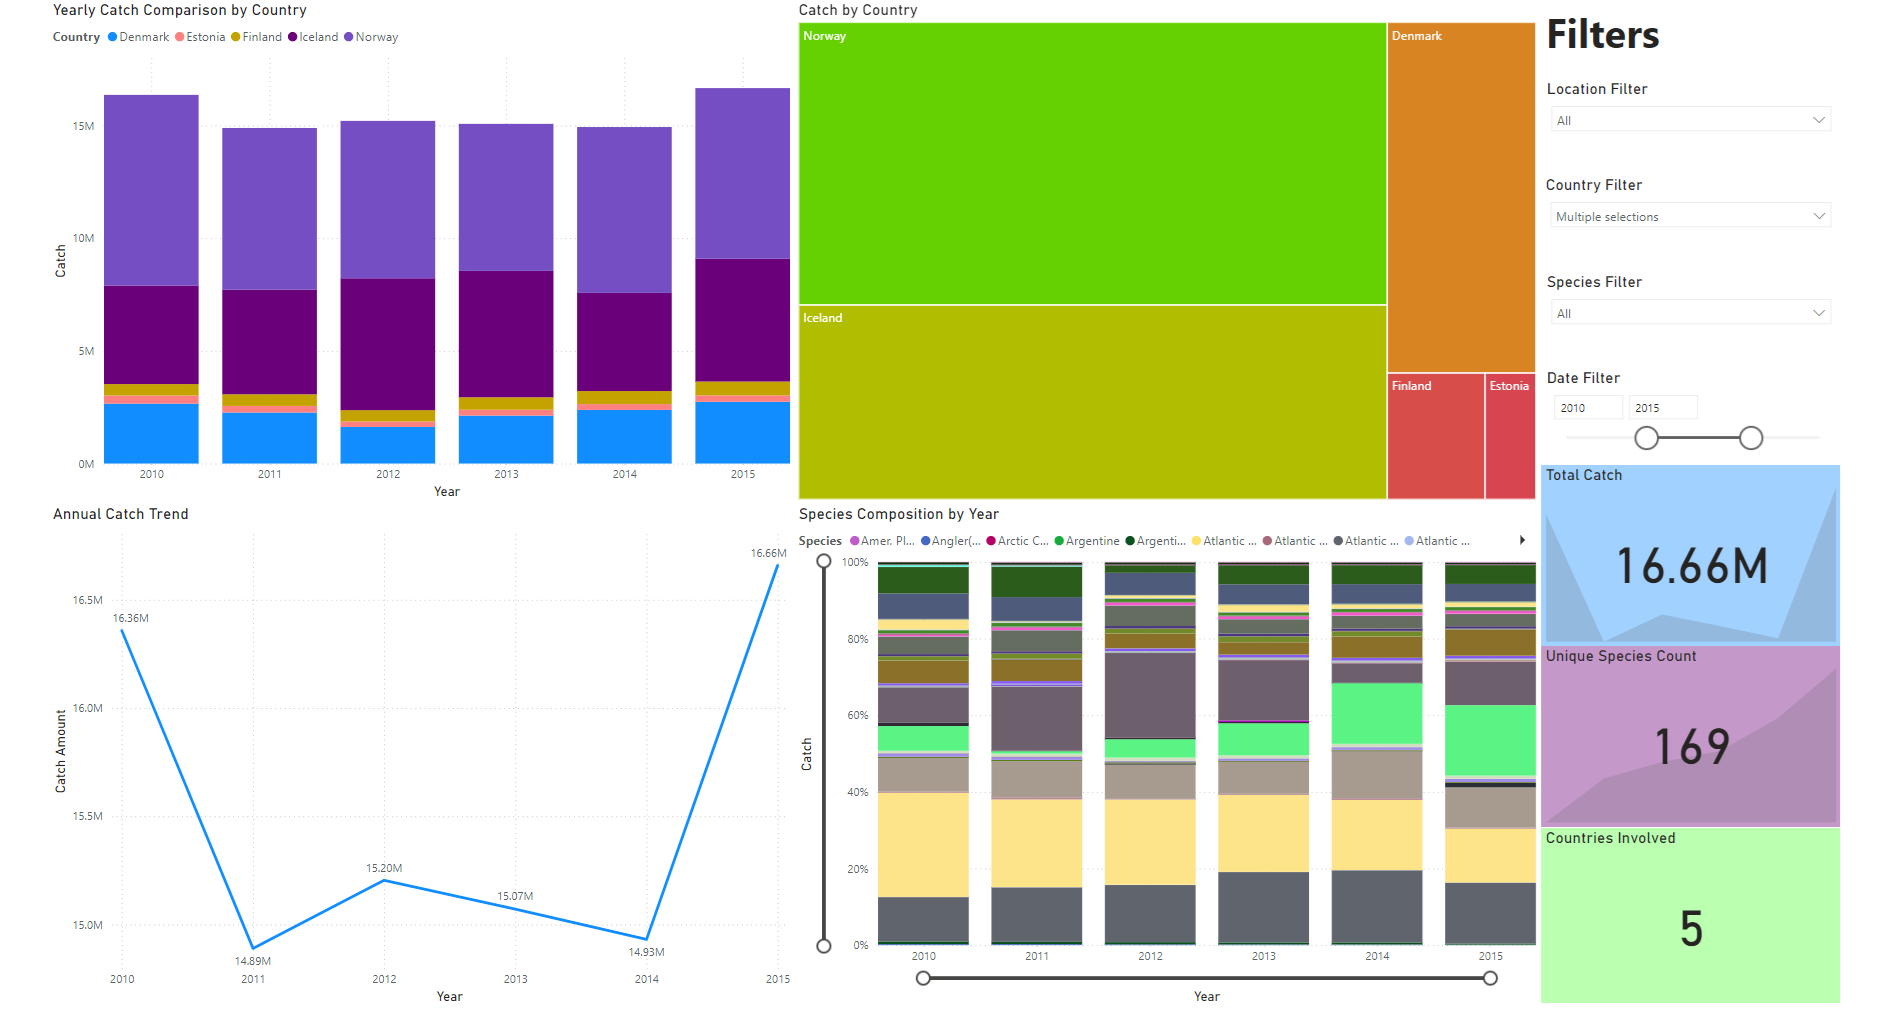 Yearly Catch Comparison by Country
Country Denmark Estonia Finland Iceland Norway
15M
10M
5M
0M
Catch
2010 2011 2012 2013 2014 2015
Year
Catch by Country
Norway
Denmark
Iceland
Finland
Estonia
Filters
Location Filter
All
Country Filter
Multiple selections
Species Filter
All
Date Filter
2010 2015
Annual Catch Trend
16.66M
16.5M
16.36M
16.0M
15.5M
15.20M
15.07M
15.0M
14.93M
14.89M
Catch Amount
2010 2011 2012 2013 2014 2015
Year
Species Composition by Year
Species Amer. Pl... Angler(... Arctic C... Argentine Argenti... Atlantic ... Atlantic ... Atlantic ... Atlantic ...
100%
80%
60%
40%
20%
0%
Catch
2010 2011 2012 2013 2014 2015
Year
Total Catch
16.66M
Unique Species Count
169
Countries Involved
5